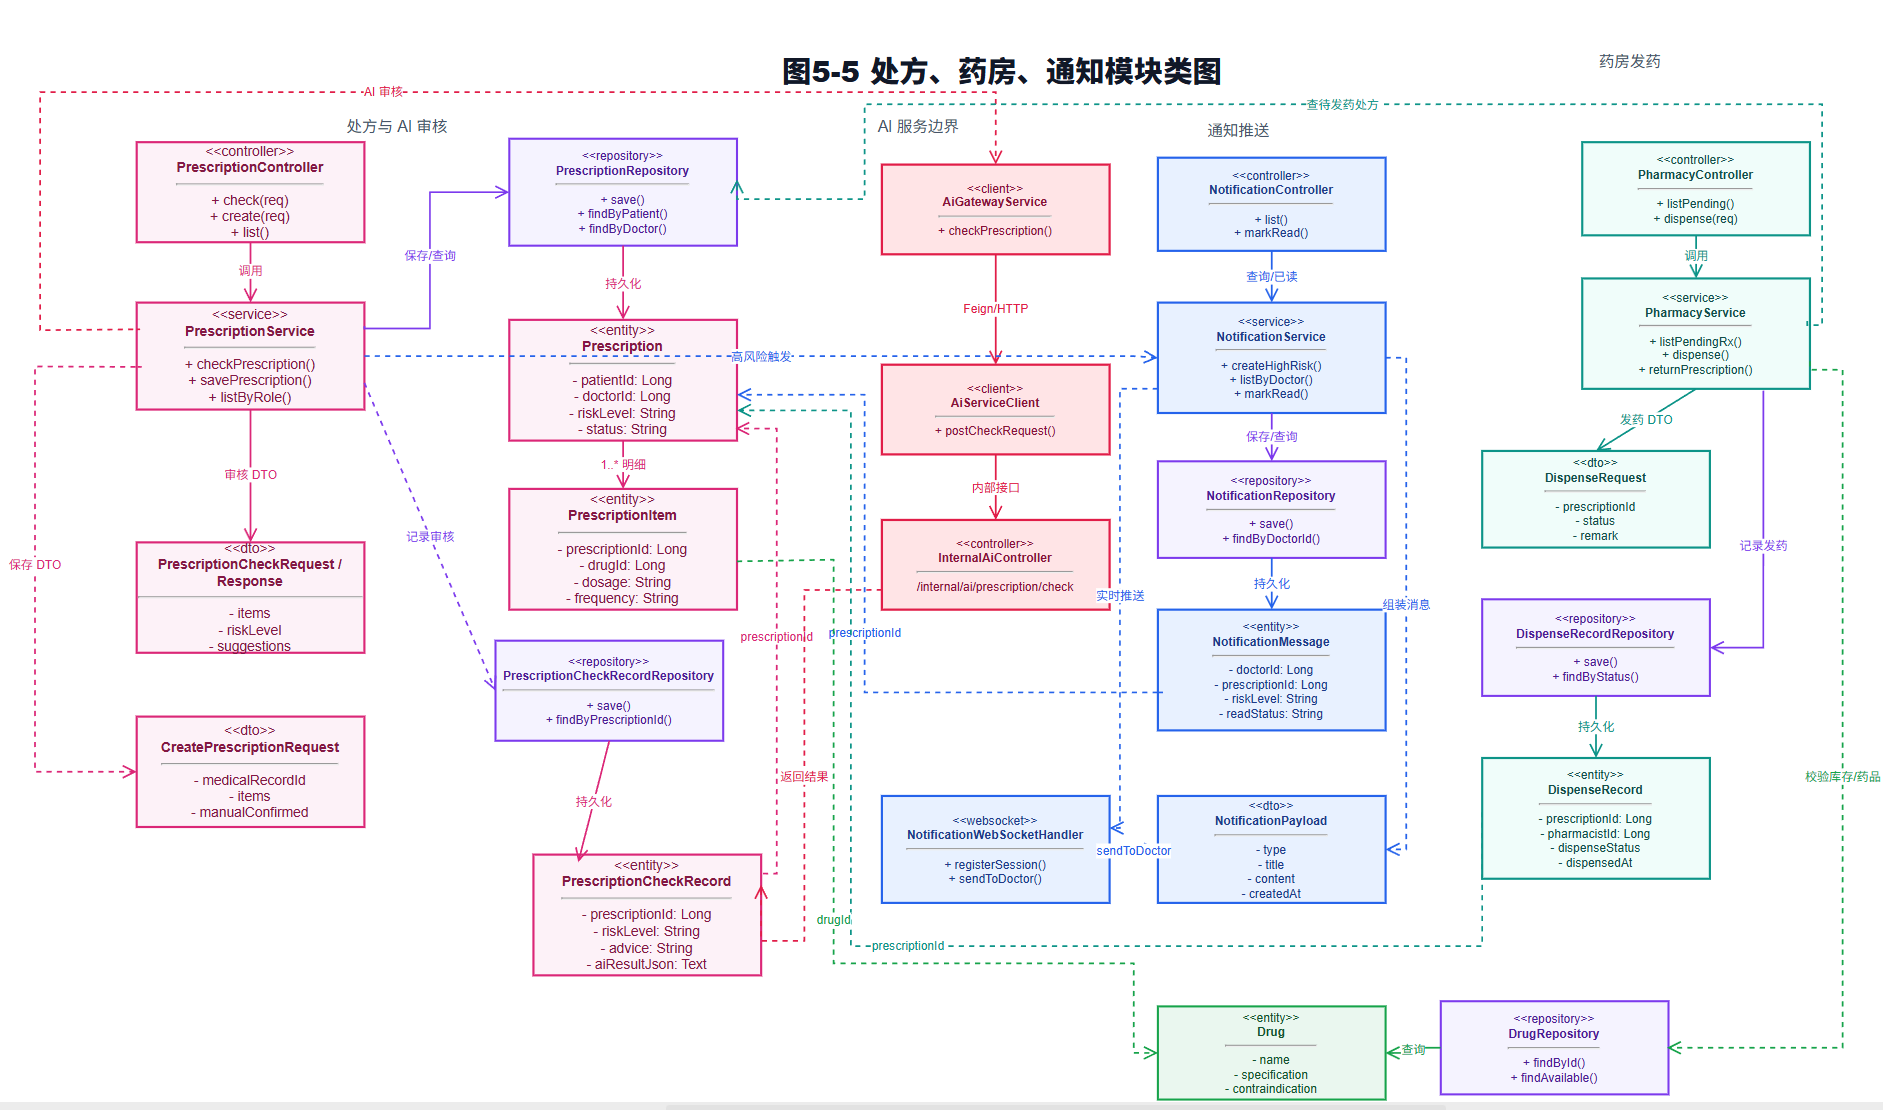 图5-5 处方、药房、通知模块类图
药房发药
AI 审核
查待发药处方
处方与 AI 审核
AI 服务边界
通知推送
<<controller>>
PrescriptionController
+ check(req)
+ create(req)
+ list()
调用
<<service>>
PrescriptionService
+ checkPrescription()
+ savePrescription()
+ listByRole()
保存/查询
审核 DTO
保存 DTO
记录审核
<<dto>>
PrescriptionCheckRequest /
Response
- items
- riskLevel
- suggestions
<<dto>>
CreatePrescriptionRequest
- medicalRecordId
- items
- manualConfirmed
<<repository>>
PrescriptionRepository
+ save()
+ findByPatient()
+ findByDoctor()
持久化
<<entity>>
Prescription
- patientId: Long
- doctorId: Long
- riskLevel: String
- status: String
高风险触发
1..* 明细
<<entity>>
PrescriptionItem
- prescriptionId: Long
- drugId: Long
- dosage: String
- frequency: String
<<repository>>
PrescriptionCheckRecordRepository
+ save()
+ findByPrescriptionId()
持久化
<<entity>>
PrescriptionCheckRecord
- prescriptionId: Long
- riskLevel: String
- advice: String
- aiResultJson: Text
prescriptionId
prescriptionId
返回结果
drugId
prescriptionId
<<client>>
AiGatewayService
+ checkPrescription()
Feign/HTTP
<<client>>
AiServiceClient
+ postCheckRequest()
内部接口
<<controller>>
InternalAiController
/internal/ai/prescription/check
<<websocket>>
NotificationWebSocketHandler
+ registerSession()
+ sendToDoctor()
实时推送
sendToDoctor
<<controller>>
NotificationController
+ list()
+ markRead()
查询/已读
<<service>>
NotificationService
+ createHighRisk()
+ listByDoctor()
+ markRead()
保存/查询
<<repository>>
NotificationRepository
+ save()
+ findByDoctorId()
持久化
组装消息
<<entity>>
NotificationMessage
- doctorId: Long
- prescriptionId: Long
- riskLevel: String
- readStatus: String
<<dto>>
NotificationPayload
- type
- title
- content
- createdAt
<<entity>>
Drug
- name
- specification
- contraindication
查询
<<repository>>
DrugRepository
+ findById()
+ findAvailable()
<<controller>>
PharmacyController
+ listPending()
+ dispense(req)
调用
<<service>>
PharmacyService
+ listPendingRx()
+ dispense()
+ returnPrescription()
发药 DTO
<<dto>>
DispenseRequest
- prescriptionId
- status
- remark
记录发药
<<repository>>
DispenseRecordRepository
+ save()
+ findByStatus()
持久化
<<entity>>
DispenseRecord
- prescriptionId: Long
- pharmacistId: Long
- dispenseStatus
- dispensedAt
校验库存/药品